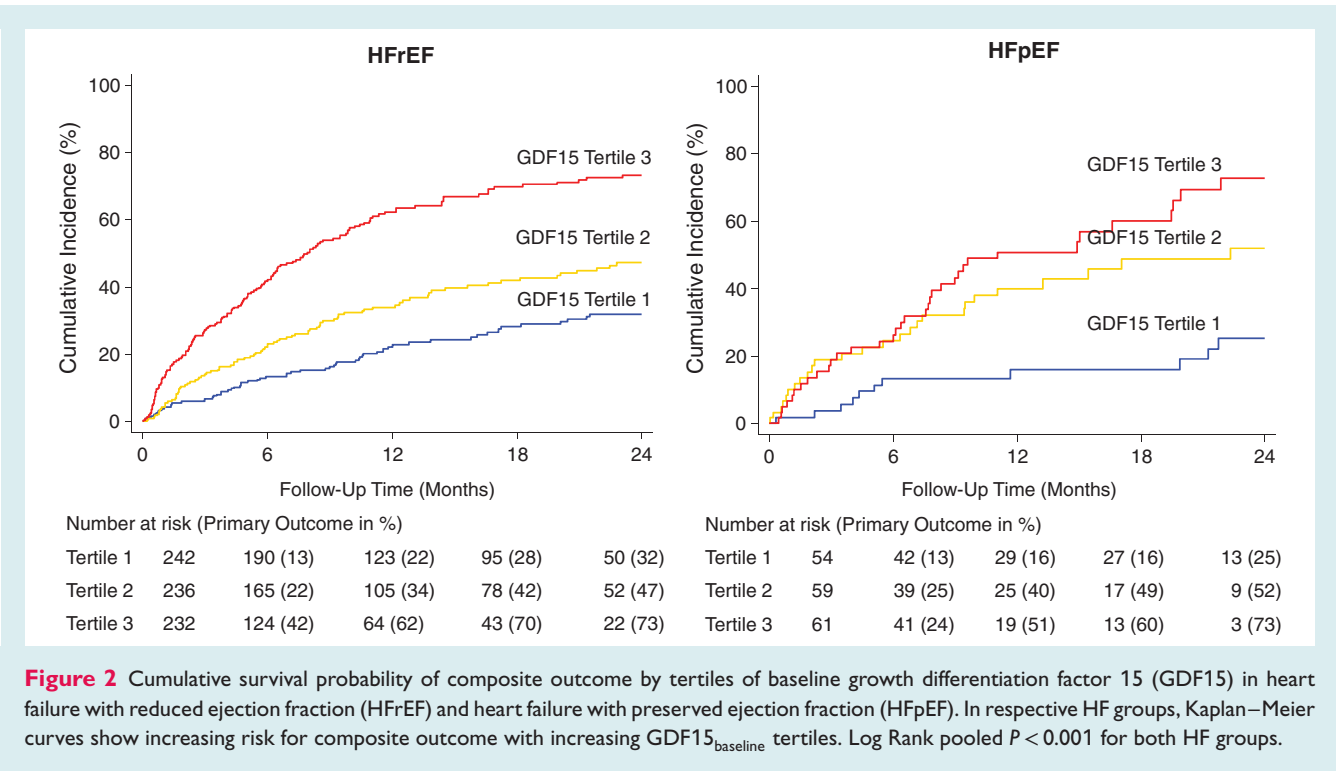 HFrEF
Cumulative Incidence (%)
100
80
60
40
20
0
GDF15 Tertile 3
GDF15 Tertile 2
GDF15 Tertile 1
0 6 12 18 24
Follow-Up Time (Months)
Number at risk (Primary Outcome in %)
Tertile 1 242 190 (13) 123 (22) 95 (28) 50 (32)
Tertile 2 236 165 (22) 105 (34) 78 (42) 52 (47)
Tertile 3 232 124 (42) 64 (62) 43 (70) 22 (73)
HFpEF
Cumulative Incidence (%)
100
80
60
40
20
0
GDF15 Tertile 3
GDF15 Tertile 2
GDF15 Tertile 1
0 6 12 18 24
Follow-Up Time (Months)
Number at risk (Primary Outcome in %)
Tertile 1 54 42 (13) 29 (16) 27 (16) 13 (25)
Tertile 2 59 39 (25) 25 (40) 17 (49) 9 (52)
Tertile 3 61 41 (24) 19 (51) 13 (60) 3 (73)
Figure 2 Cumulative survival probability of composite outcome by tertiles of baseline growth differentiation factor 15 (GDF15) in heart
failure with reduced ejection fraction (HFrEF) and heart failure with preserved ejection fraction (HFpEF). In respective HF groups, Kaplan–Meier
curves show increasing risk for composite outcome with increasing GDF15baseline tertiles. Log Rank pooled P < 0.001 for both HF groups.